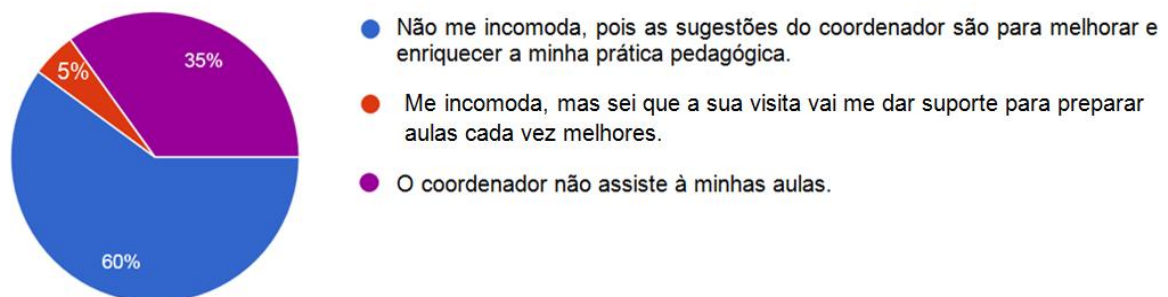 35%
5%
60%
Não me incomoda, pois as sugestões do coordenador são para melhorar e
enriquecer a minha prática pedagógica.
Me incomoda, mas sei que a sua visita vai me dar suporte para preparar
aulas cada vez melhores.
O coordenador não assiste à minhas aulas.